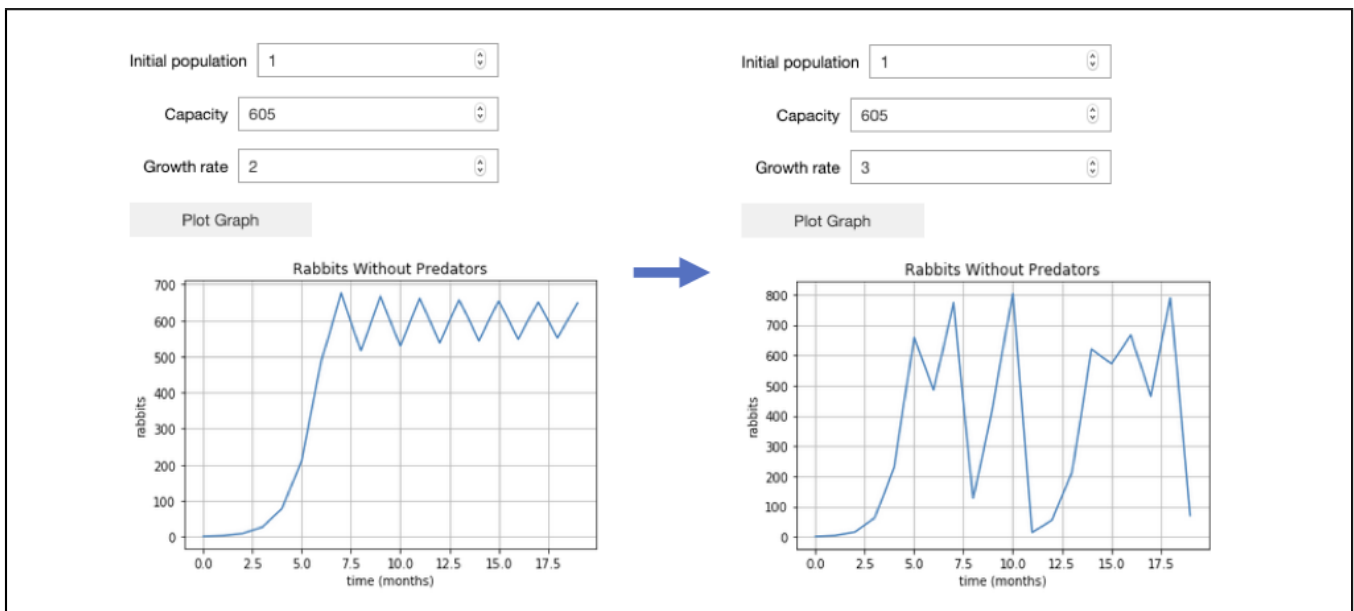 Initial population 1
Capacity 605
Growth rate 2
Plot Graph
Rabbits Without Predators
700
600
500
400
300
200
100
0
rabbits
0.0 2.5 5.0 7.5 10.0 12.5 15.0 17.5
time (months)
Initial population 1
Capacity 605
Growth rate 3
Plot Graph
Rabbits Without Predators
800
700
600
500
400
300
200
100
0
rabbits
0.0 2.5 5.0 7.5 10.0 12.5 15.0 17.5
time (months)